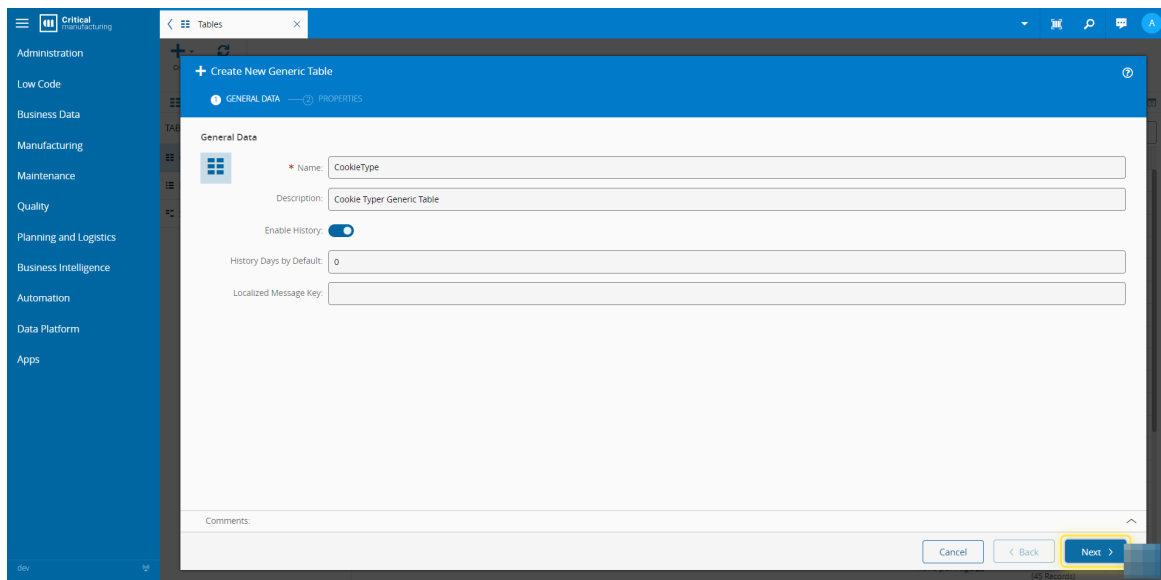 Critical
manufacturing
Tables
A
Administration
Low Code
Business Data
Manufacturing
Maintenance
Quality
Planning and Logistics
Business Intelligence
Automation
Data Platform
Apps
dev
Create New Generic Table
1 GENERAL DATA
2 PROPERTIES
General Data
* Name: CookieType
Description: Cookie Typer Generic Table
Enable History:
History Days by Default: 0
Localized Message Key:
Comments:
Cancel
< Back
Next >
(45 Records)